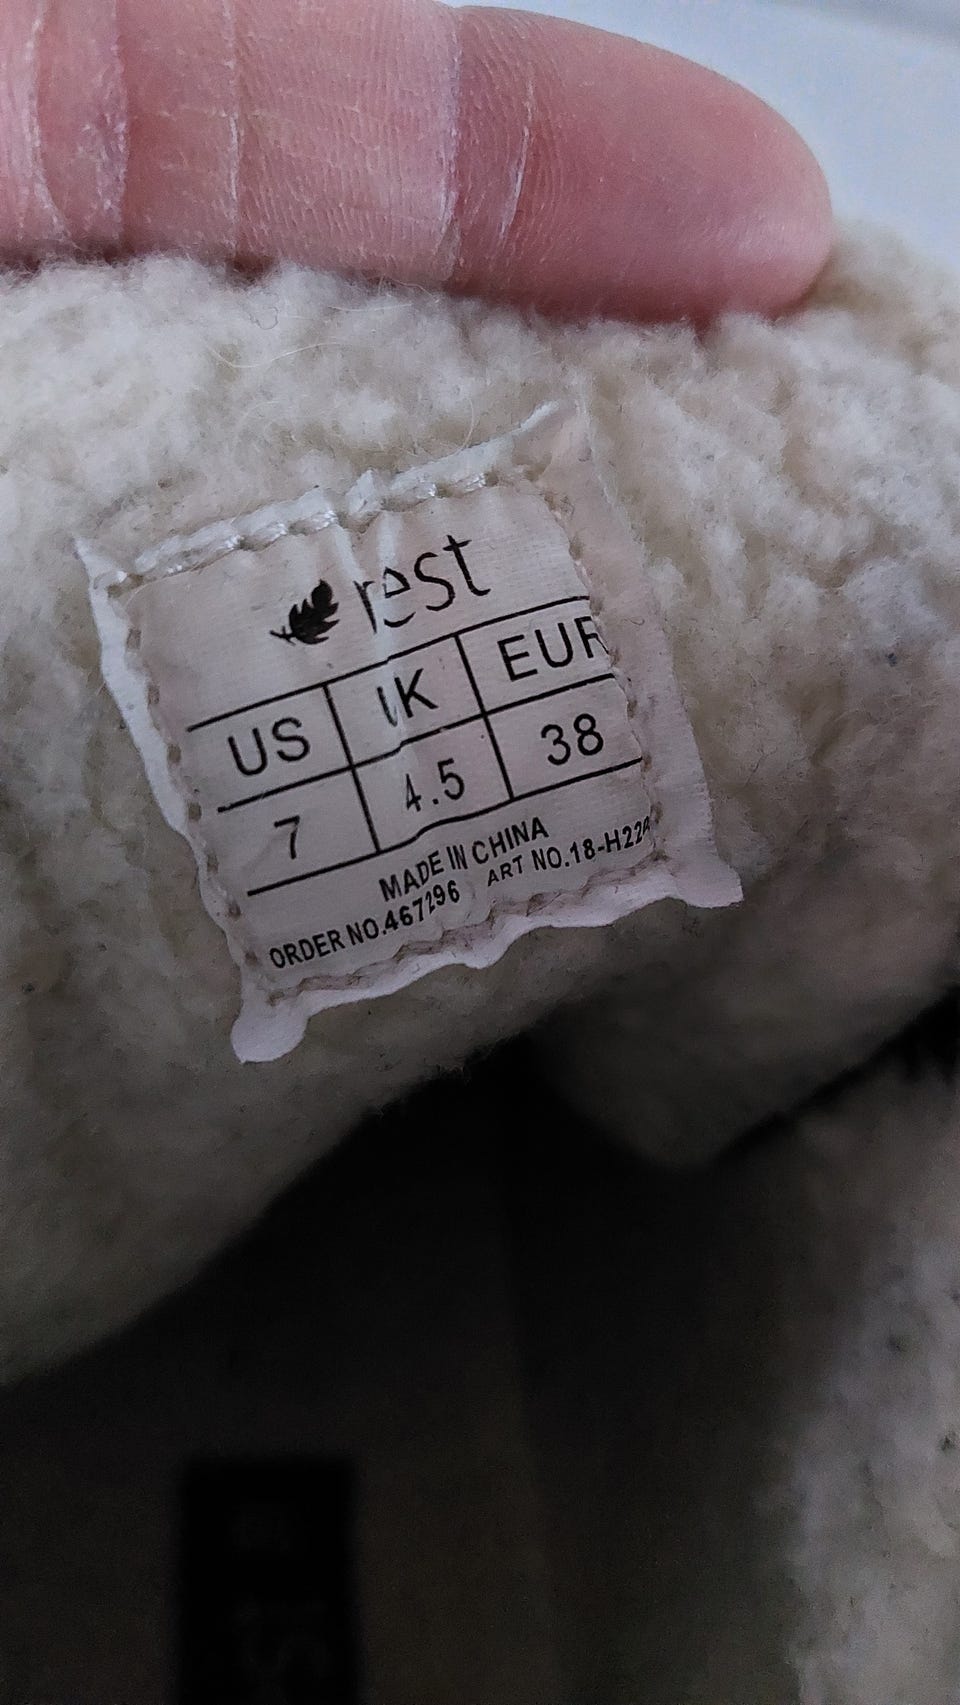 rest
US UK EUR
7 4.5 38
MADE IN CHINA
ORDER NO.467296 ART NO.18-H22